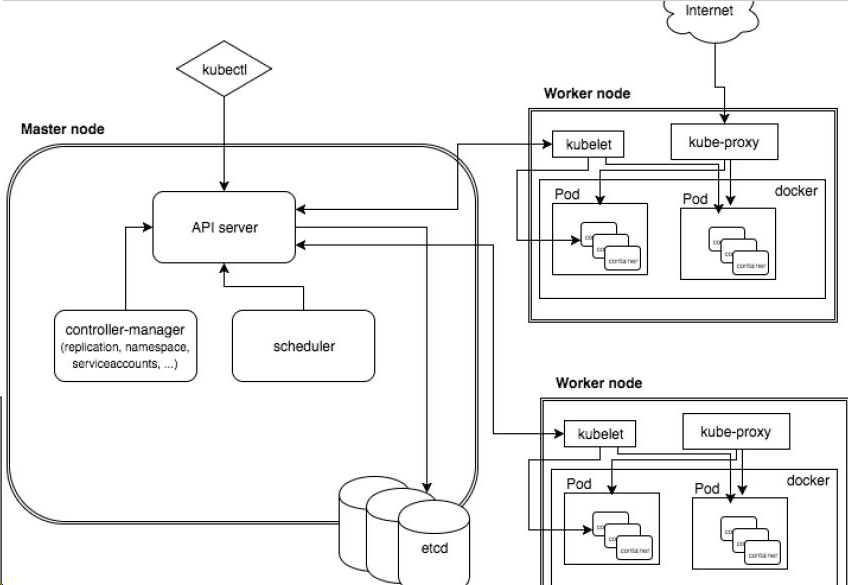 Internet
kubectl
Master node
API server
controller-manager
(replication, namespace,
serviceaccounts, ...)
scheduler
etcd
Worker node
kubelet
kube-proxy
docker
Pod
Pod
container
container
Worker node
kubelet
kube-proxy
docker
Pod
Pod
container
container